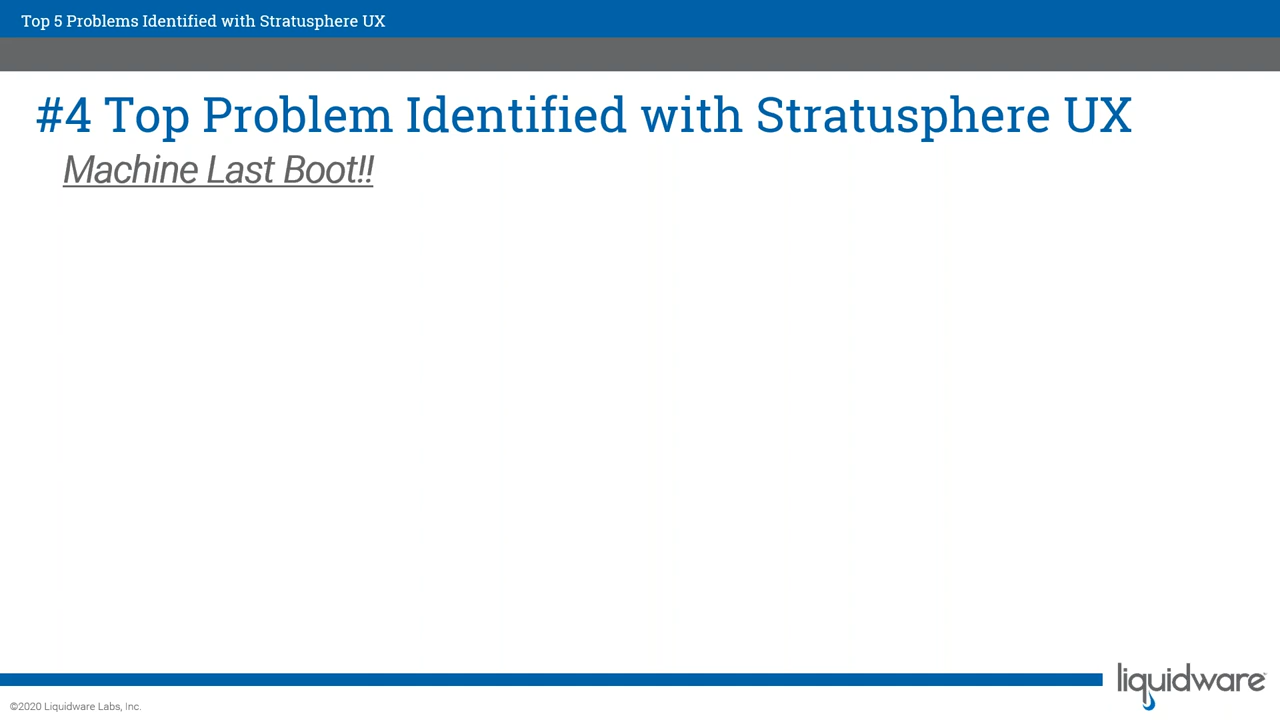 Top 5 Problems Identified with Stratusphere UX
#4 Top Problem Identified with Stratusphere UX
Machine Last Boot!!
liquidware
©2020 Liquidware Labs, Inc.